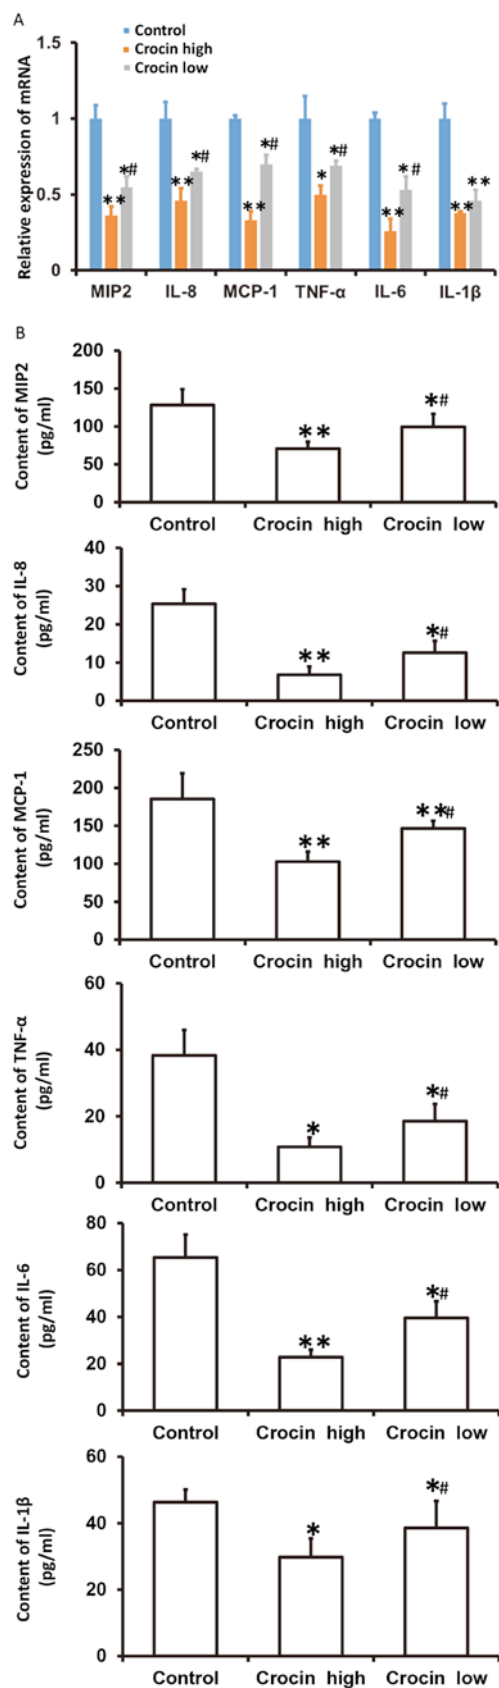 A
Control
Crocin high
Crocin low
Relative expression of mRNA
1.5
1
0.5
0
** *# ** *# ** *# * *# ** *# ** **
MIP2 IL-8 MCP-1 TNF-α IL-6 IL-1β
B
Content of MIP2
(pg/ml)
200
150
100
50
0
** *#
Control Crocin high Crocin low
Content of IL-8
(pg/ml)
40
30
20
10
0
** *#
Control Crocin high Crocin low
Content of MCP-1
(pg/ml)
250
200
150
100
50
0
** **#
Control Crocin high Crocin low
Content of TNF-α
(pg/ml)
60
40
20
0
* *#
Control Crocin high Crocin low
Content of IL-6
(pg/ml)
80
60
40
20
0
** *#
Control Crocin high Crocin low
Content of IL-1β
(pg/ml)
60
40
20
0
* *#
Control Crocin high Crocin low